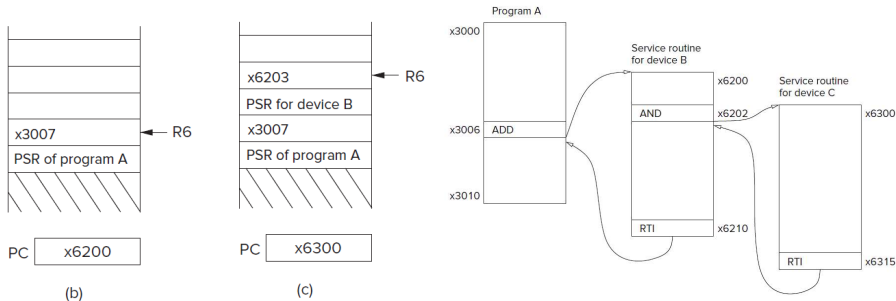 x3007
R6
PSR of program A
PC x6200
(b)
x6203
R6
PSR for device B
x3007
PSR of program A
PC x6300
(c)
Program A
x3000
x3006
ADD
x3010
Service routine
for device B
x6200
AND
x6202
RTI
x6210
Service routine
for device C
x6300
RTI
x6315